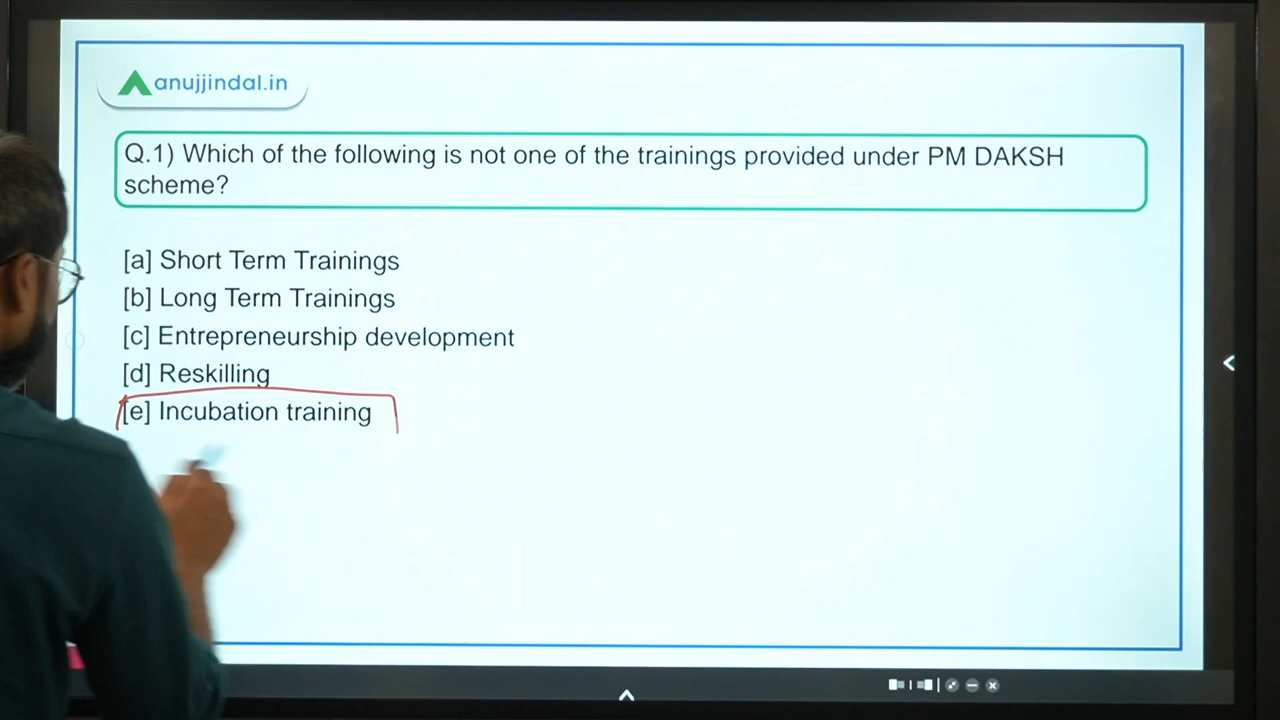 anujjindal.in
Q.1) Which of the following is not one of the trainings provided under PM DAKSH
scheme?
[a] Short Term Trainings
[b] Long Term Trainings
[c] Entrepreneurship development
[d] Reskilling
[e] Incubation training